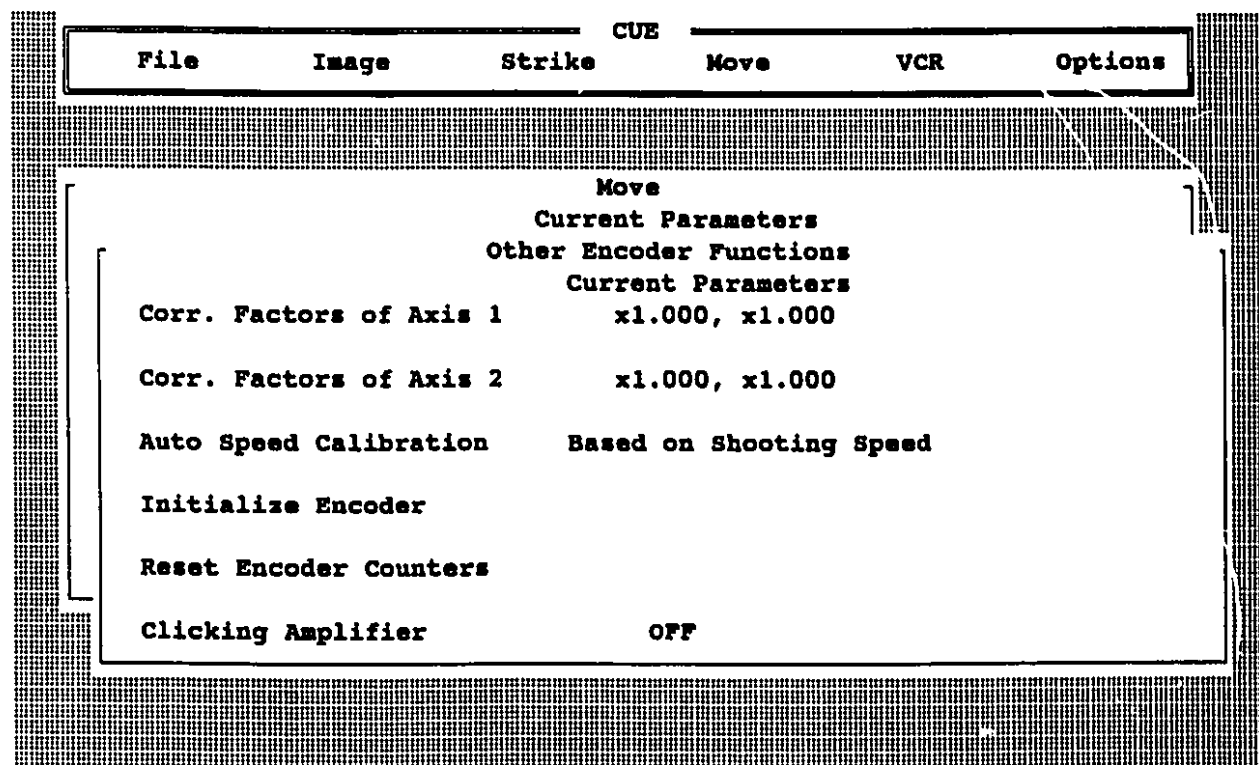 CUE
File Image Strike Move VCR Options
Move
Current Parameters
Other Encoder Functions
Current Parameters
Corr. Factors of Axis 1 x1.000, x1.000
Corr. Factors of Axis 2 x1.000, x1.000
Auto Speed Calibration Based on Shooting Speed
Initialize Encoder
Reset Encoder Counters
Clicking Amplifier OFF